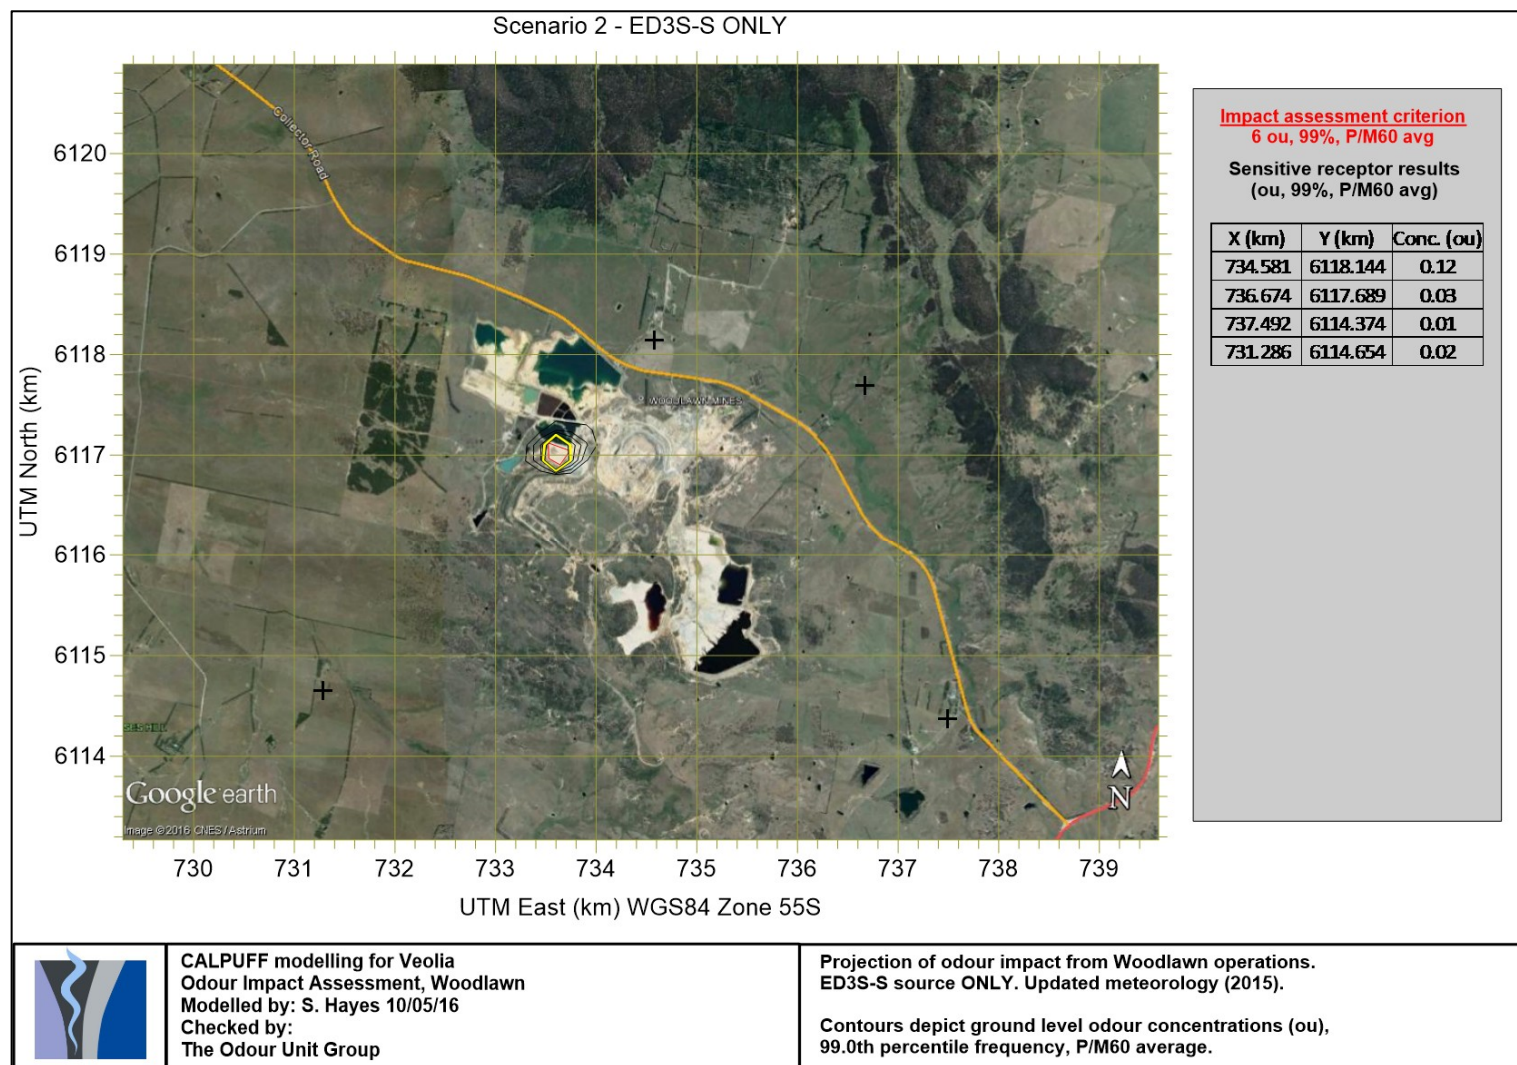 Scenario 2 - ED3S-S ONLY
Collector Road
WOODLAWN MINES
Google earth
Image © 2016 CNES / Astrium
N
UTM North (km)
6120
6119
6118
6117
6116
6115
6114
730 731 732 733 734 735 736 737 738 739
UTM East (km) WGS84 Zone 55S
Impact assessment criterion
6 ou, 99%, P/M60 avg
Sensitive receptor results
(ou, 99%, P/M60 avg)
X (km) Y (km) Conc. (ou)
734.581 6118.144 0.12
736.674 6117.689 0.03
737.492 6114.374 0.01
731.286 6114.654 0.02
CALPUFF modelling for Veolia
Odour Impact Assessment, Woodlawn
Modelled by: S. Hayes 10/05/16
Checked by:
The Odour Unit Group
Projection of odour impact from Woodlawn operations.
ED3S-S source ONLY. Updated meteorology (2015).
Contours depict ground level odour concentrations (ou),
99.0th percentile frequency, P/M60 average.